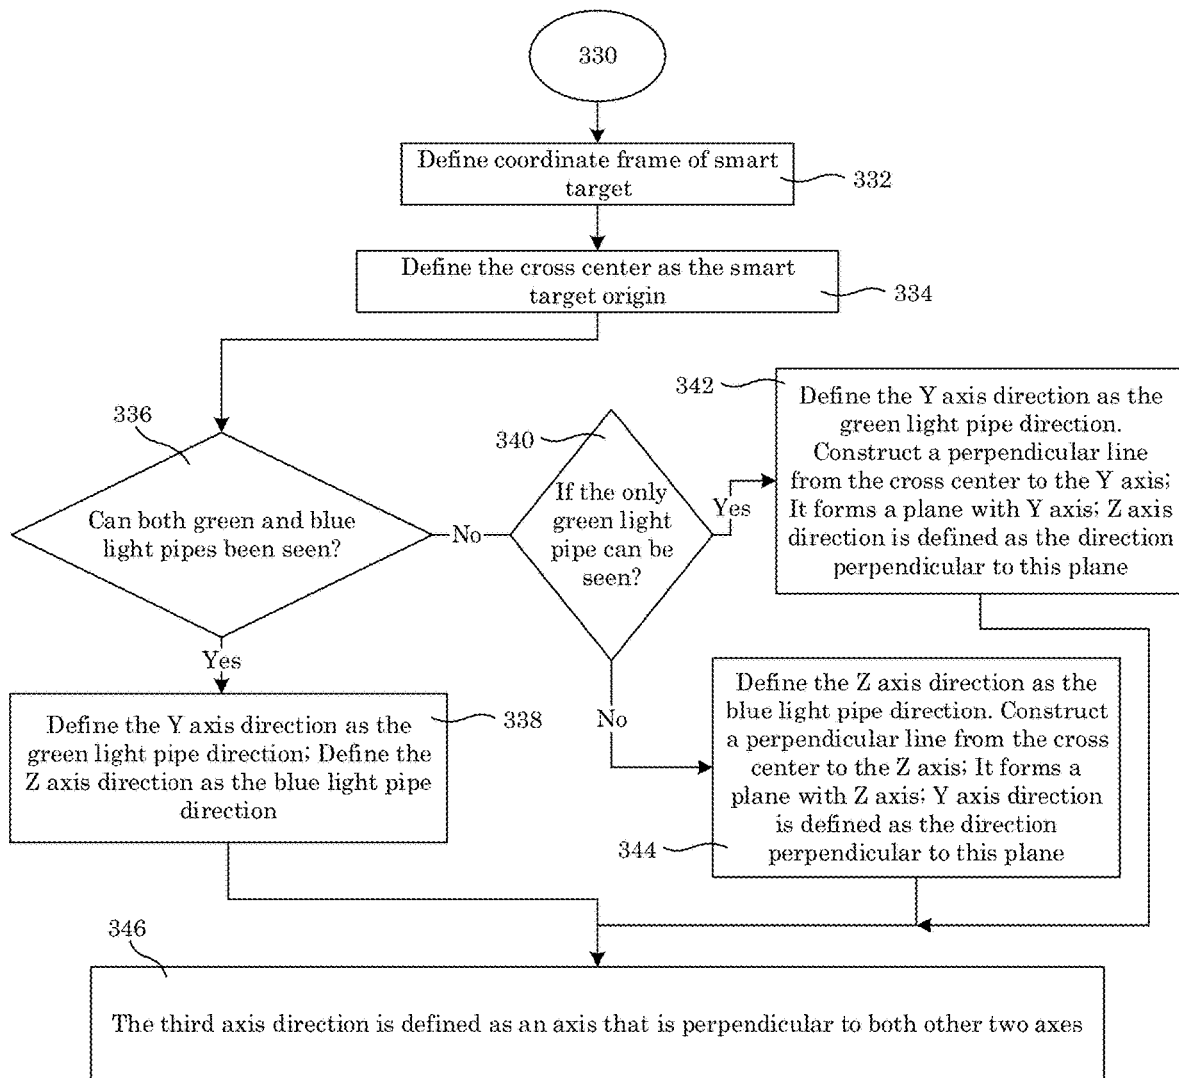 330
Define coordinate frame of smart
target
332
Define the cross center as the smart
target origin
334
336
Can both green and blue
light pipes been seen?
No
340
If the only
green light
pipe can be
seen?
Yes
342
Define the Y axis direction as the
green light pipe direction.
Construct a perpendicular line
from the cross center to the Y axis;
It forms a plane with Y axis; Z axis
direction is defined as the direction
perpendicular to this plane
Yes
338
Define the Y axis direction as the
green light pipe direction; Define the
Z axis direction as the blue light pipe
direction
No
Define the Z axis direction as the
blue light pipe direction. Construct
a perpendicular line from the cross
center to the Z axis; It forms a
plane with Z axis; Y axis direction
is defined as the direction
perpendicular to this plane
344
346
The third axis direction is defined as an axis that is perpendicular to both other two axes